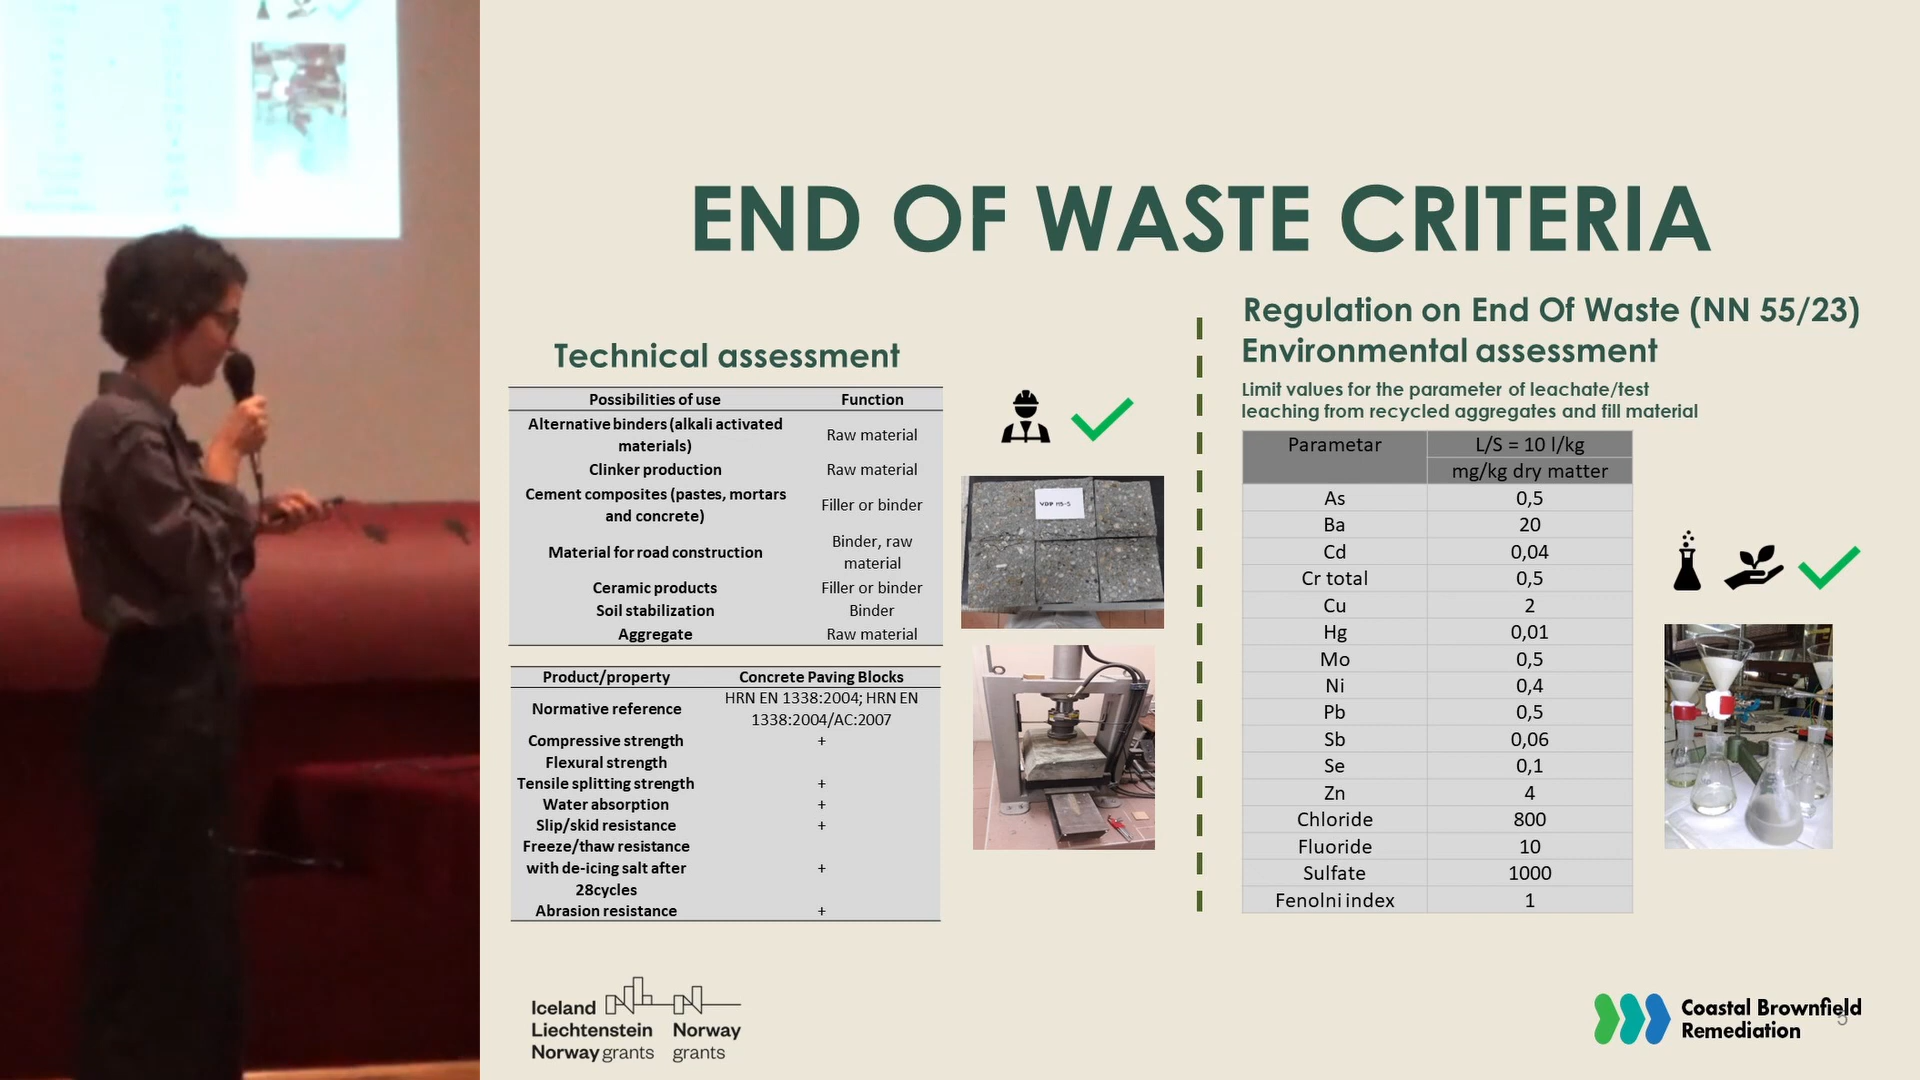 END OF WASTE CRITERIA
Technical assessment
Possibilities of use Function
Alternative binders (alkali activated
materials) Raw material
Clinker production Raw material
Cement composites (pastes, mortars
and concrete) Filler or binder
Material for road construction Binder, raw
material
Ceramic products Filler or binder
Soil stabilization Binder
Aggregate Raw material
Product/property Concrete Paving Blocks
Normative reference HRN EN 1338:2004; HRN EN
1338:2004/AC:2007
Compressive strength +
Flexural strength
Tensile splitting strength +
Water absorption +
Slip/skid resistance +
Freeze/thaw resistance
with de-icing salt after +
28cycles
Abrasion resistance +
Regulation on End Of Waste (NN 55/23)
Environmental assessment
Limit values for the parameter of leachate/test
leaching from recycled aggregates and fill material
Parametar L/S = 10 l/kg
mg/kg dry matter
As 0,5
Ba 20
Cd 0,04
Cr total 0,5
Cu 2
Hg 0,01
Mo 0,5
Ni 0,4
Pb 0,5
Sb 0,06
Se 0,1
Zn 4
Chloride 800
Fluoride 10
Sulfate 1000
Fenolni index 1
Iceland
Liechtenstein
Norway grants
Norway
grants
Coastal Brownfield
Remediation
5